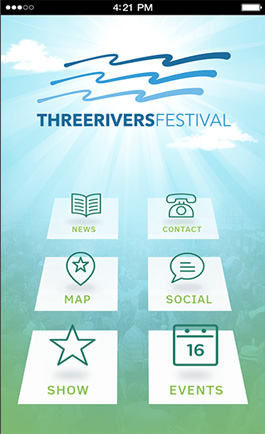 4:21 PM
THREERIVERSFESTIVAL
NEWS CONTACT
MAP SOCIAL
16
SHOW EVENTS